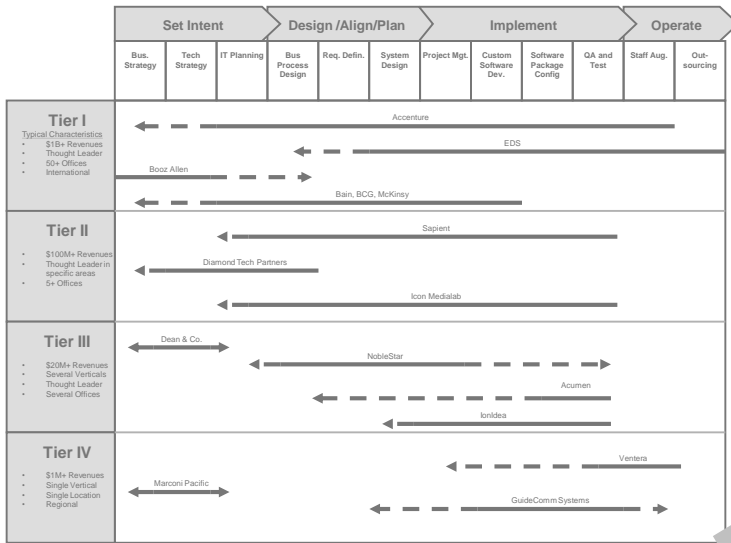 Set Intent
Design /Align/Plan
Implement
Operate
Bus.
Strategy
Tech
Strategy
IT Planning
Bus
Process
Design
Req. Defin.
System
Design
Project Mgt.
Custom
Software
Dev.
Software
Package
Config
QA and
Test
Staff Aug.
Out-
sourcing
Tier I
Typical Characteristics
• $1B+ Revenues
• Thought Leader
• 50+ Offices
• International
Accenture
EDS
Booz Allen
Bain, BCG, McKinsy
Tier II
• $100M+ Revenues
• Thought Leader in
specific areas
• 5+ Offices
Sapient
Diamond Tech Partners
Icon Medialab
Tier III
• $20M+ Revenues
• Several Verticals
• Thought Leader
• Several Offices
Dean & Co.
NobleStar
Acumen
IonIdea
Tier IV
• $1M+ Revenues
• Single Vertical
• Single Location
• Regional
Ventera
Marconi Pacific
GuideComm Systems